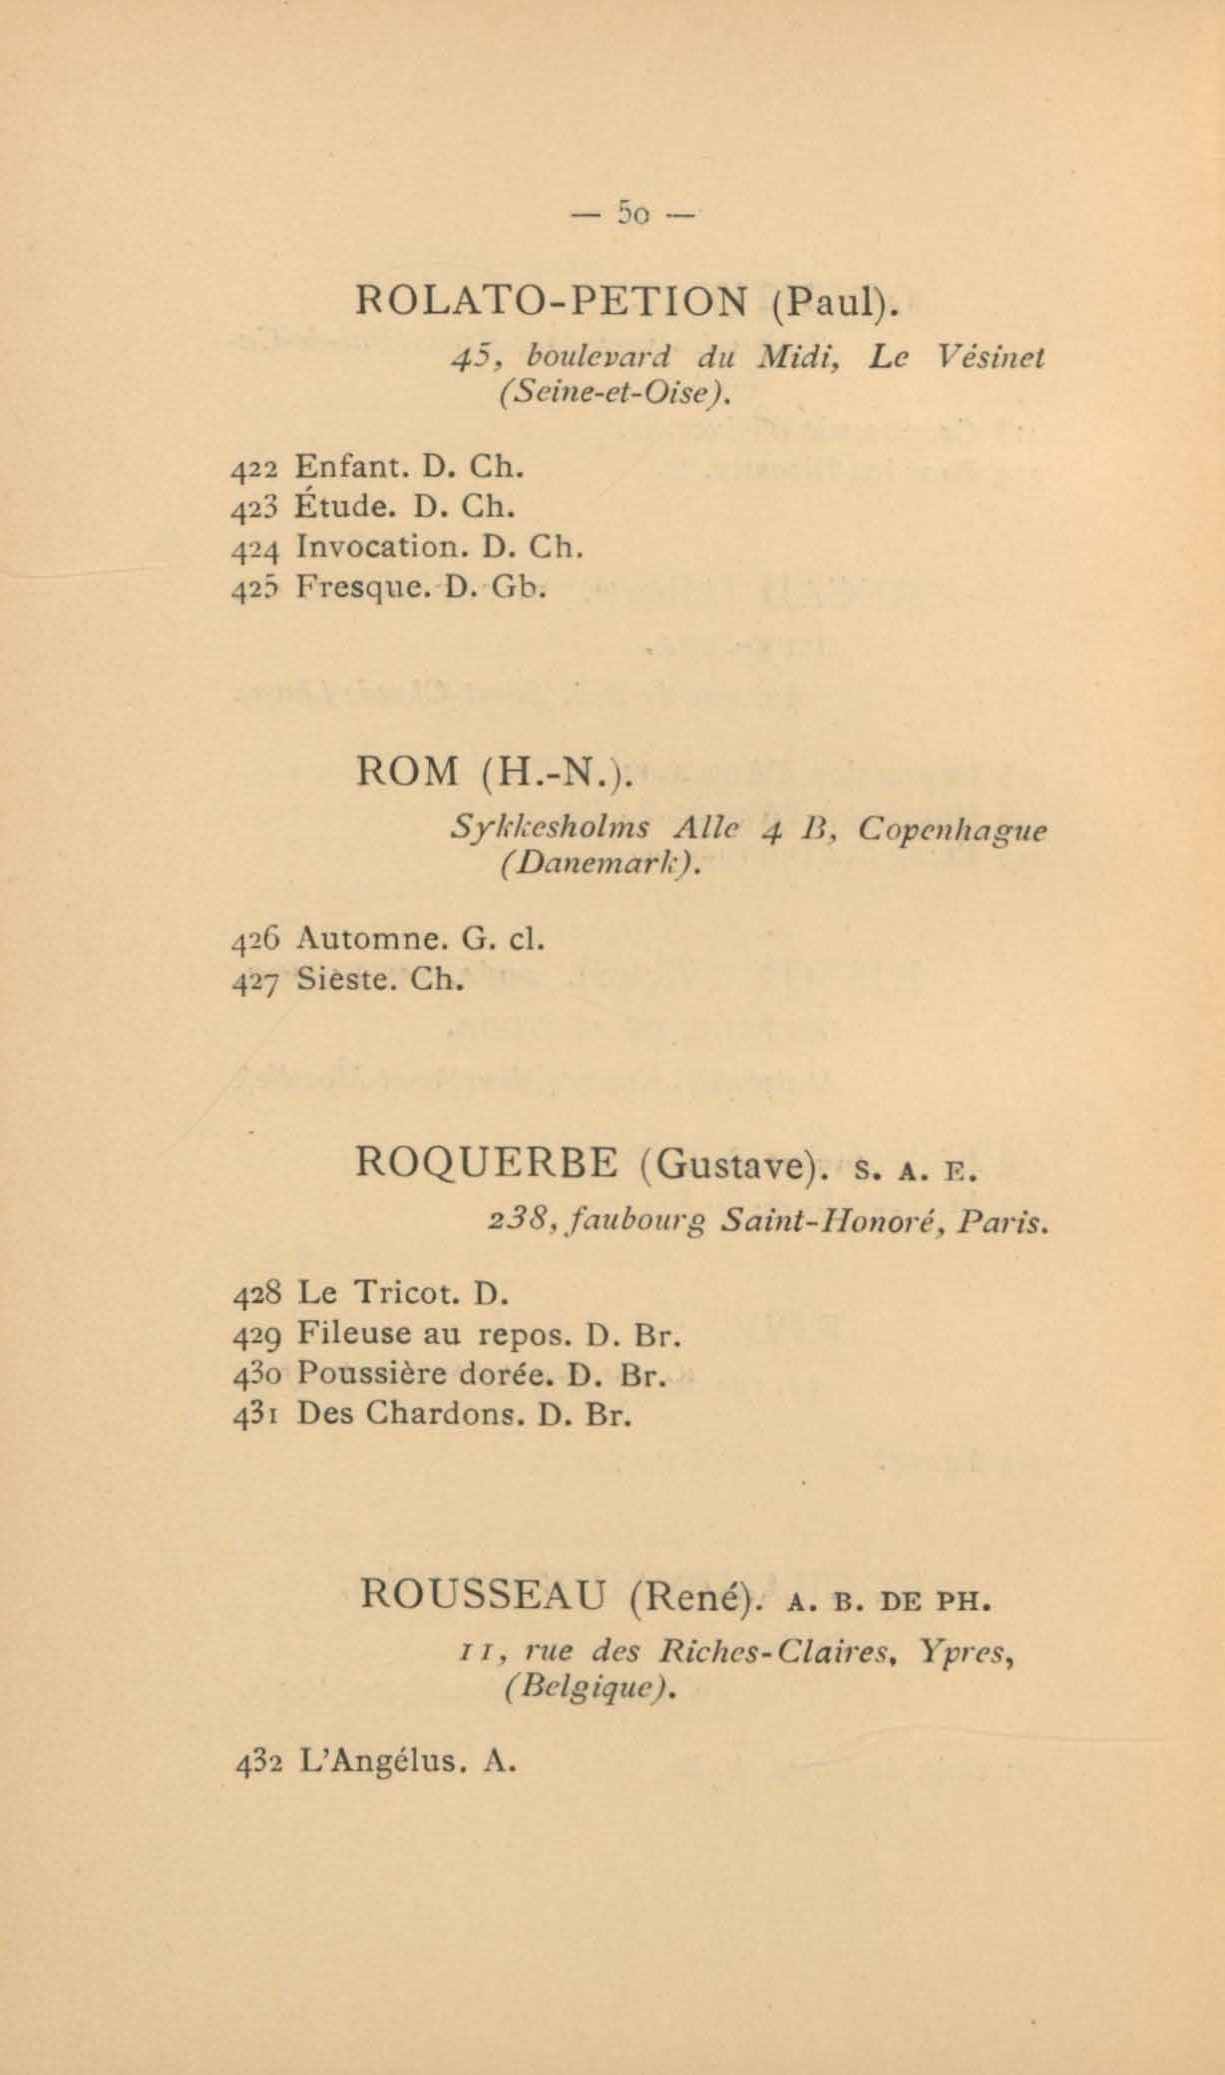 — 50 —
ROLATO-PETION (Paul).
45, boulevard du Midi, Le Vésinet
(Seine-et-Oise).
422 Enfant. D. Ch.
423 Étude. D. Ch.
424 Invocation. D. Ch.
425 Fresque. D. Gb.
ROM (H.-N.).
Sykkesholms Alle 4 B, Copenhague
(Danemark).
426 Automne. G. cl.
427 Sieste. Ch.
ROQUERBE (Gustave). S. A. E.
238, faubourg Saint-Honoré, Paris.
428 Le Tricot. D.
429 Fileuse au repos. D. Br.
430 Poussière dorée. D. Br.
431 Des Chardons. D. Br.
ROUSSEAU (René). A. B. DE PH.
11, rue des Riches-Claires, Ypres,
(Belgique).
432 L'Angélus. A.